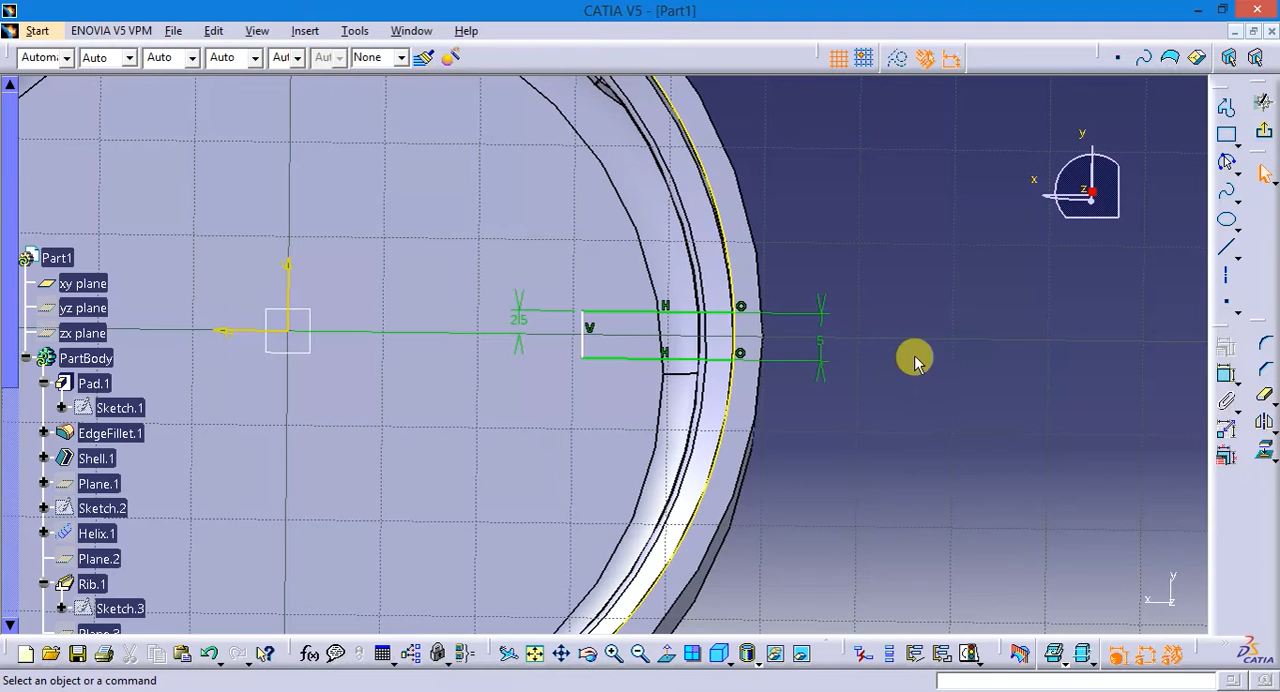 CATIA V5 - [Part1]
Start ENOVIA V5 VPM File Edit View Insert Tools Window Help
Automa Auto Auto Auto Aut Aut None
y
x
z
Part1
xy plane
yz plane
zx plane
PartBody
Pad.1
Sketch.1
EdgeFillet.1
Shell.1
Plane.1
Sketch.2
Helix.1
Plane.2
Rib.1
Sketch.3
Plane.3
2.5
H
V
H
5
y
x z
f(x)
CATIA
Select an object or a command